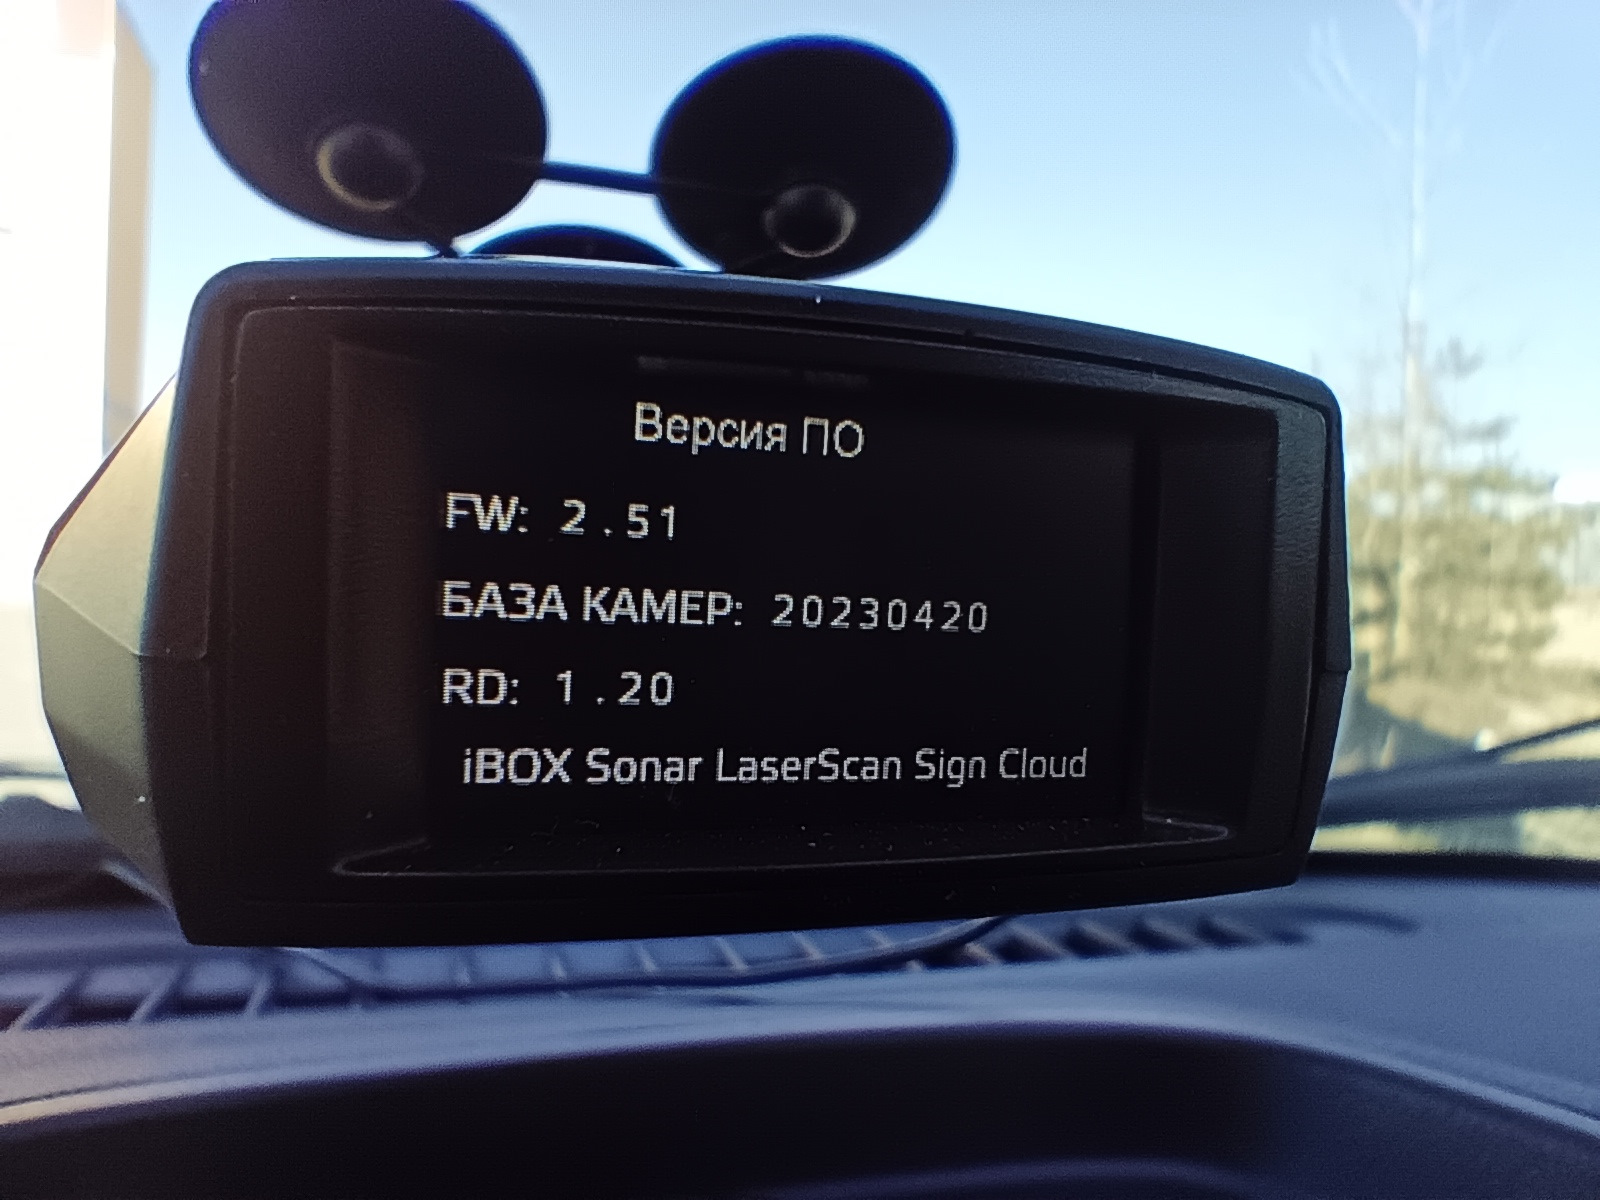 Версия ПО
FW: 2.51
БАЗА КАМЕР: 20230420
RD: 1.20
iBOX Sonar LaserScan Sign Cloud